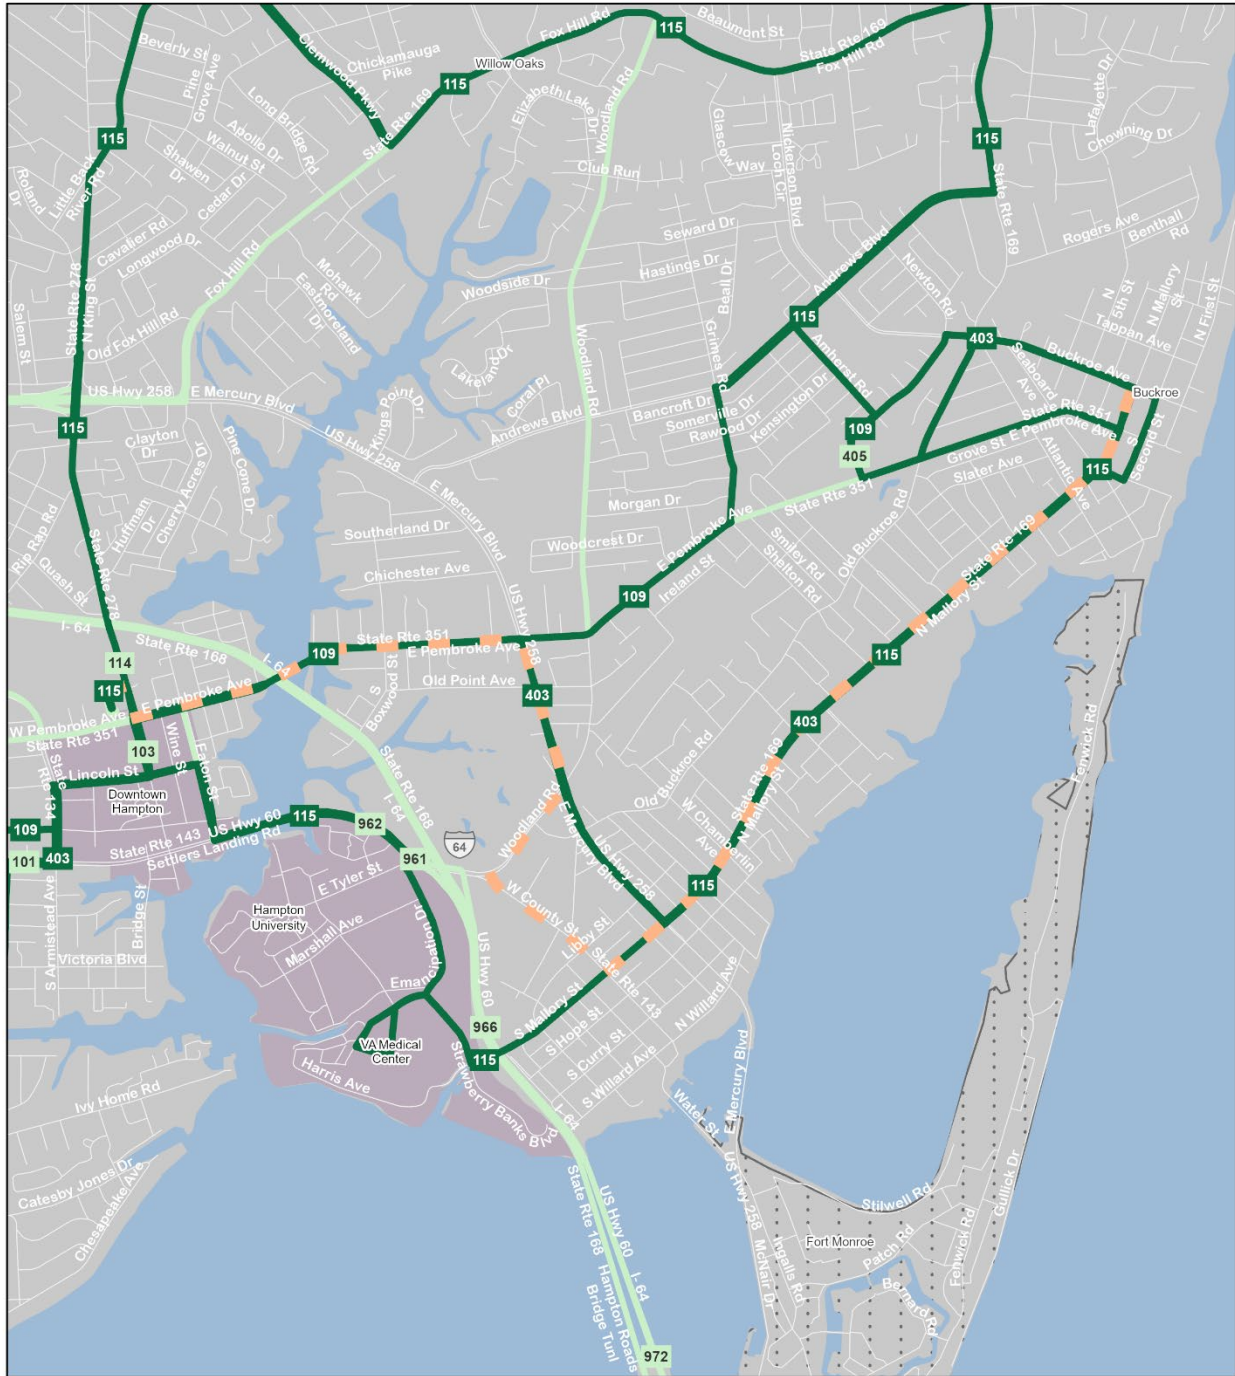 Beverly St
Pine
Grove Ave
Clemwood Pkwy
Chickamauga
Pike
Fox Hill Rd
115
Beaumont St
State Rte 169
Fox Hill Rd
Willow Oaks
115
Elizabeth Lake Dr
Woodland Rd
Lafayette Dr
Chowning Dr
115
Little Back
River Rd
Long Bridge Rd
Apollo Dr
Walnut St
Shawen
Dr
Cedar Dr
State Rte 169
Glascow
Way
Nickerson Blvd
Loch Cir
115
Roland
Dr
Club Run
State Rte 169
Cavalier Rd
Longwood Dr
Seward Dr
Rogers Ave
Benthall
Rd
State Rte 278
N King St
Fox Hill Rd
Mohawk
Rd
Eastmoreland
Dr
Woodside Dr
Hastings Dr
Beall Dr
Andrews Blvd
Newton Rd
N
5th St
N Mallory
St
N First St
Tappan Ave
Salem St
Old Fox Hill Rd
115
Grimes Rd
403
Lakeland Dr
Amherst Rd
Seaboard
Ave
Buckroe Ave
US Hwy 258
E Mercury Blvd
Kings Point Dr
Coral Pl
Woodland Rd
Bancroft Dr
Somerville Dr
Rawood Dr
Kensington Dr
Buckroe
115
Clayton
Dr
Pine Cone Dr
US Hwy 258
Andrews Blvd
109
405
State Rte 351
E Pembroke Ave
Grove St
Slater Ave
Atlantic Ave
S
Second St
115
Cherry Acres Dr
Huffman
Dr
E Mercury Blvd
Morgan Dr
State Rte 351
Rip Rap Rd
Quash St
State Rte 278
Southerland Dr
Woodcrest Dr
E Pembroke Ave
Ireland St
Smiley Rd
Shelton Rd
Old Buckroe Rd
State Rte 169
N Mallory St
Chichester Ave
US Hwy 258
109
I- 64
State Rte 168
I- 64
109
State Rte 351
E Pembroke Ave
115
114
115
E Pembroke Ave
S
Boxwood St
Old Point Ave
403
403
W Pembroke Ave
State Rte 351
103
Wine St
Eaton St
State Rte 168
I-64
Old Buckroe Rd
State Rte 169
N Mallory St
Fenwick Rd
Lincoln St
State
Rte 134
Downtown
Hampton
Woodland Rd
E Mercury Blvd
US Hwy 258
W Chamberlin
Ave
109
101
403
State Rte 143
US Hwy 60
Settlers Landing Rd
115
962
961
64
115
E Tyler St
Hampton
University
Marshall Ave
Emancipation Dr
W County St
Libby St
State Rte 143
S Armistead Ave
Bridge St
Victoria Blvd
US Hwy 60
N Willard Ave
966
S Mallory St
S Hope St
S Curry St
S Willard Ave
VA Medical
Center
115
Harris Ave
Strawberry Banks Blvd
I- 64
Water St
E Mercury Blvd
Ivy Home Rd
Catesby Jones Dr
Chesapeake Ave
US Hwy 258
Stilwell Rd
Gullick Dr
State Rte 168
US Hwy 60
I- 64
Fort Monroe
Patch Rd
Fenwick Rd
McNair Dr
Ingalls Rd
Bernard Rd
Hampton Roads
Bridge Tunl
972